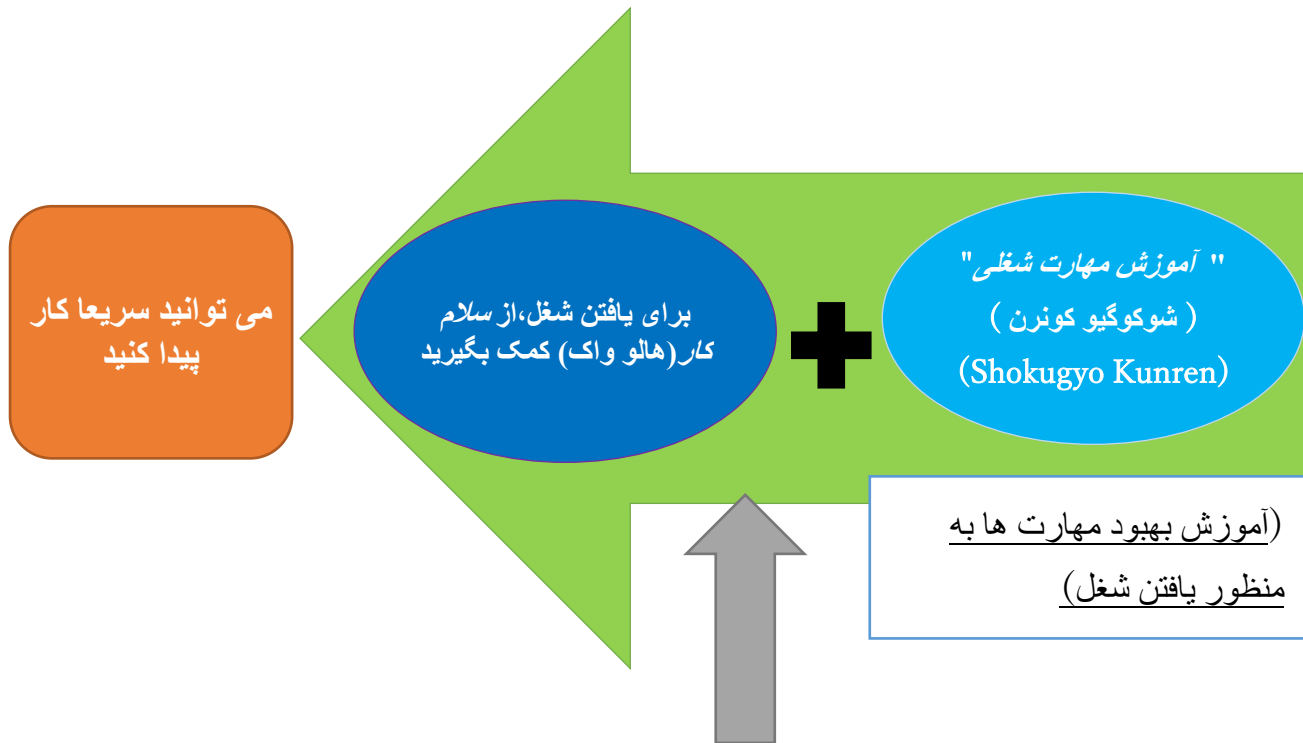 " آموزش مهارت شغلی"
( شوکوگیو کونرن )
(Shokugyo Kunren)
برای یافتن شغل،از سلام
کار(هالو واک) کمک بگیرید
می توانید سریعا کار
پیدا کنید
(آموزش بهبود مهارت ها به
منظور یافتن شغل)